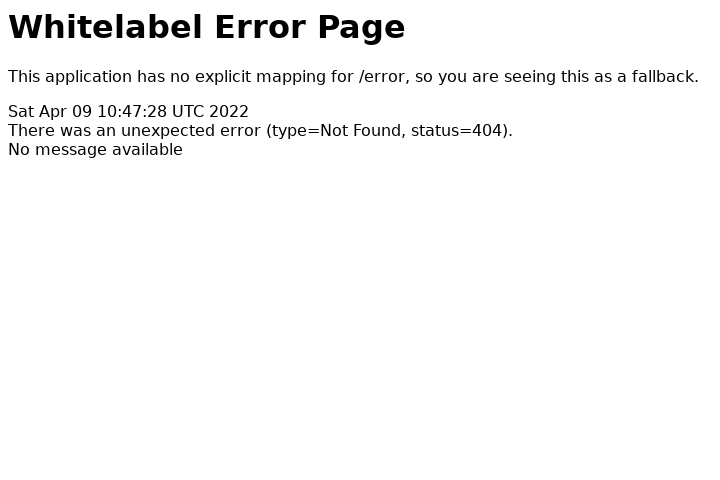 Whitelabel Error Page
This application has no explicit mapping for /error, so you are seeing this as a fallback.
Sat Apr 09 10:47:28 UTC 2022
There was an unexpected error (type=Not Found, status=404).
No message available